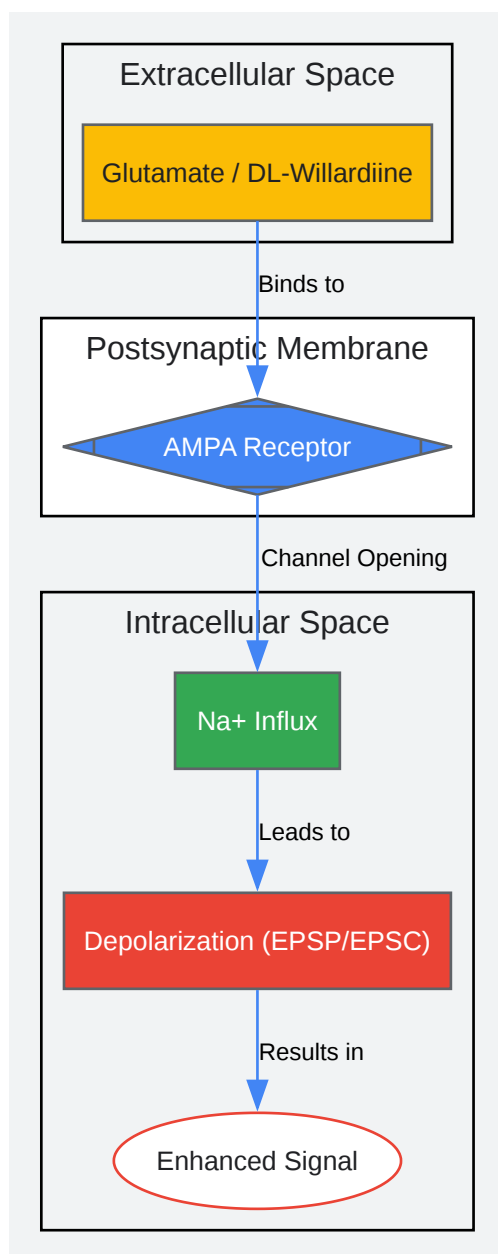 Extracellular Space
Glutamate / DL-Willardiine
Binds to
Postsynaptic Membrane
AMPA Receptor
Channel Opening
Intracellular Space
Na+ Influx
Leads to
Depolarization (EPSP/EPSC)
Results in
Enhanced Signal